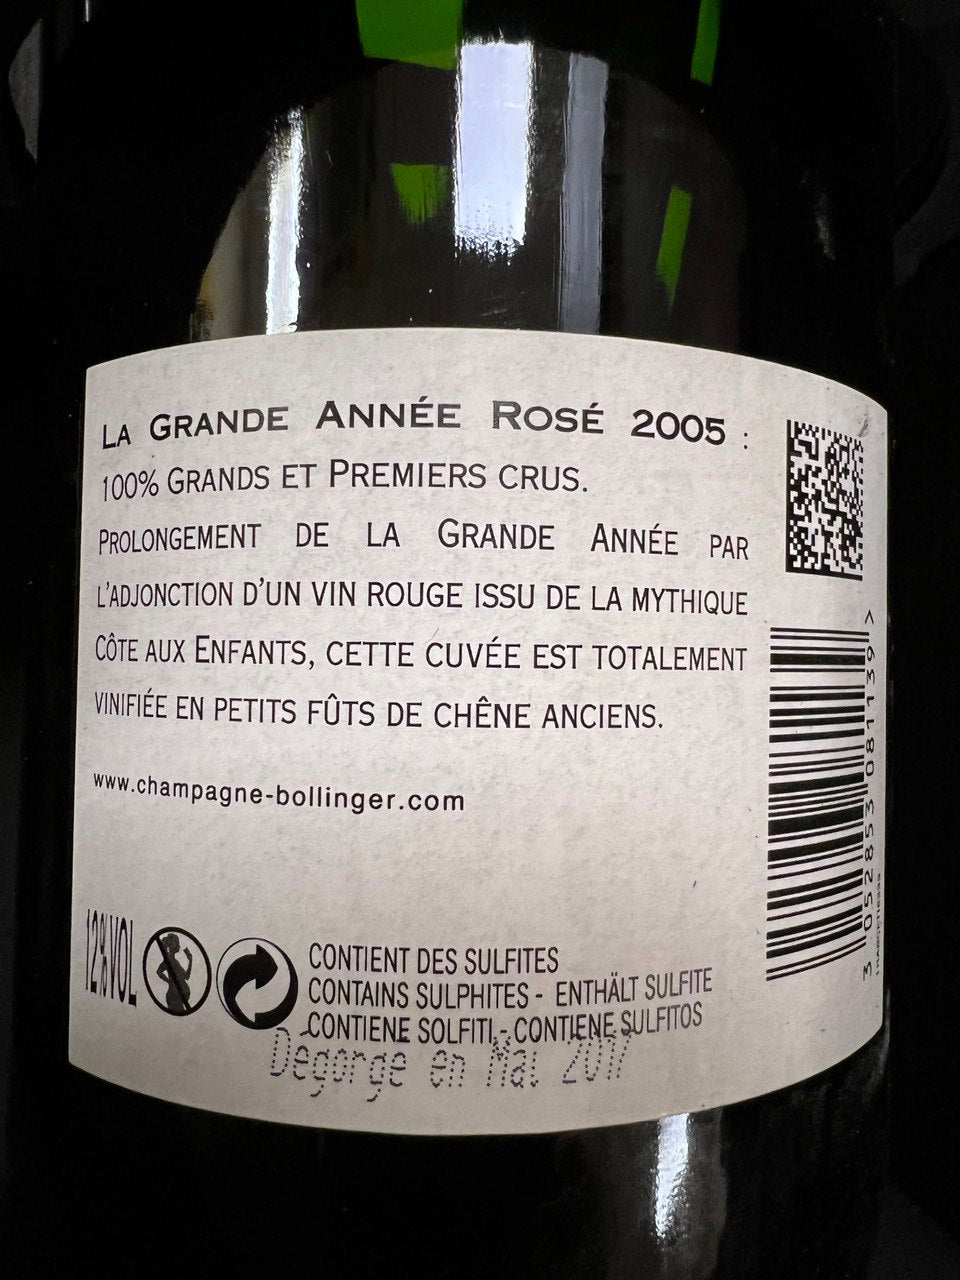 LA GRANDE ANNÉE ROSÉ 2005 :
100% GRANDS ET PREMIERS CRUS.
PROLONGEMENT DE LA GRANDE ANNÉE PAR
L'ADJONCTION D'UN VIN ROUGE ISSU DE LA MYTHIQUE
CÔTE AUX ENFANTS, CETTE CUVÉE EST TOTALEMENT
VINIFIÉE EN PETITS FÛTS DE CHÊNE ANCIENS.
www.champagne-bollinger.com
3 052853 081139 >
12%VOL
CONTIENT DES SULFITES
CONTAINS SULPHITES - ENTHÄLT SULFITE
CONTIENE SOLFITI - CONTIENE SULFITOS
Dégorgé en Mai 2017